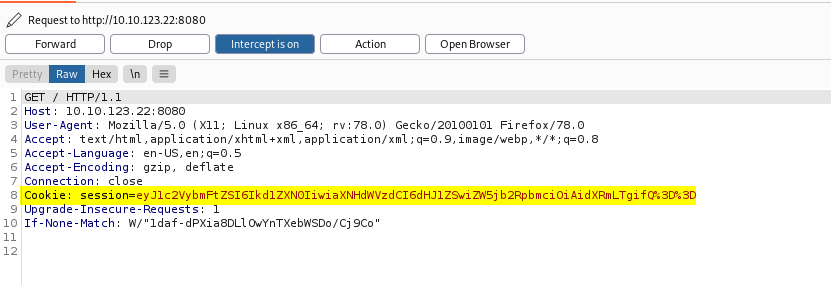 Request to http://10.10.123.22:8080
Forward Drop Intercept is on Action Open Browser
Pretty Raw Hex \n
1 GET / HTTP/1.1
2 Host: 10.10.123.22:8080
3 User-Agent: Mozilla/5.0 (X11; Linux x86_64; rv:78.0) Gecko/20100101 Firefox/78.0
4 Accept: text/html,application/xhtml+xml,application/xml;q=0.9,image/webp,*/*;q=0.8
5 Accept-Language: en-US,en;q=0.5
6 Accept-Encoding: gzip, deflate
7 Connection: close
8 Cookie: session=eyJ1c2VybmFtZSI6Ikd1ZXN0IiwiaXNHdWVzdCI6dHJ1ZSwiZW5jb2RpbmciOiAidXRmLTgifQ%3D%3D
9 Upgrade-Insecure-Requests: 1
10 If-None-Match: W/"1daf-dPXia8DLlOwYnTXebWSDo/Cj9Co"
11
12